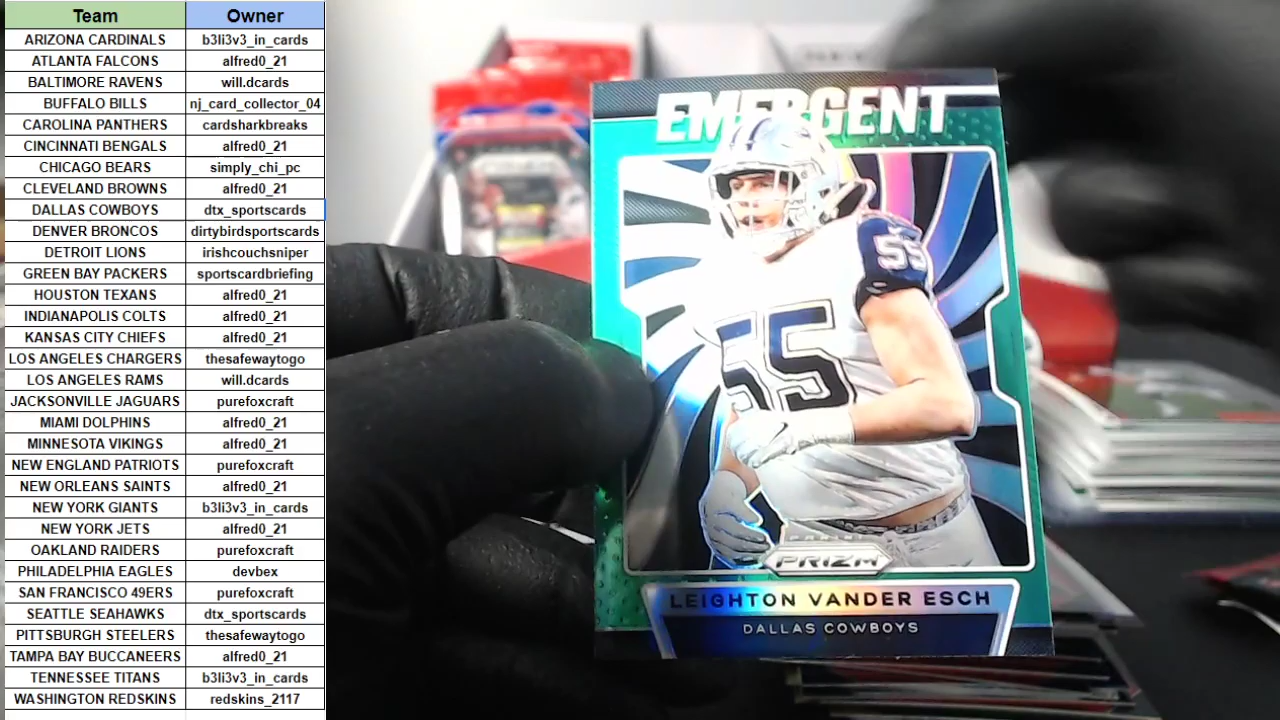 Team Owner
ARIZONA CARDINALS b3li3v3_in_cards
ATLANTA FALCONS alfred0_21
BALTIMORE RAVENS will.dcards
BUFFALO BILLS nj_card_collector_04
CAROLINA PANTHERS cardsharkbreaks
CINCINNATI BENGALS alfred0_21
CHICAGO BEARS simply_chi_pc
CLEVELAND BROWNS alfred0_21
DALLAS COWBOYS dtx_sportscards
DENVER BRONCOS dirtybirdsportscards
DETROIT LIONS irishcouchsniper
GREEN BAY PACKERS sportscardbriefing
HOUSTON TEXANS alfred0_21
INDIANAPOLIS COLTS alfred0_21
KANSAS CITY CHIEFS alfred0_21
LOS ANGELES CHARGERS thesafewaytogo
LOS ANGELES RAMS will.dcards
JACKSONVILLE JAGUARS purefoxcraft
MIAMI DOLPHINS alfred0_21
MINNESOTA VIKINGS alfred0_21
NEW ENGLAND PATRIOTS purefoxcraft
NEW ORLEANS SAINTS alfred0_21
NEW YORK GIANTS b3li3v3_in_cards
NEW YORK JETS alfred0_21
OAKLAND RAIDERS purefoxcraft
PHILADELPHIA EAGLES devbex
SAN FRANCISCO 49ERS purefoxcraft
SEATTLE SEAHAWKS dtx_sportscards
PITTSBURGH STEELERS thesafewaytogo
TAMPA BAY BUCCANEERS alfred0_21
TENNESSEE TITANS b3li3v3_in_cards
WASHINGTON REDSKINS redskins_2117
EMERGENT
55
55
PANINI
PRIZM
LEIGHTON VANDER ESCH
DALLAS COWBOYS